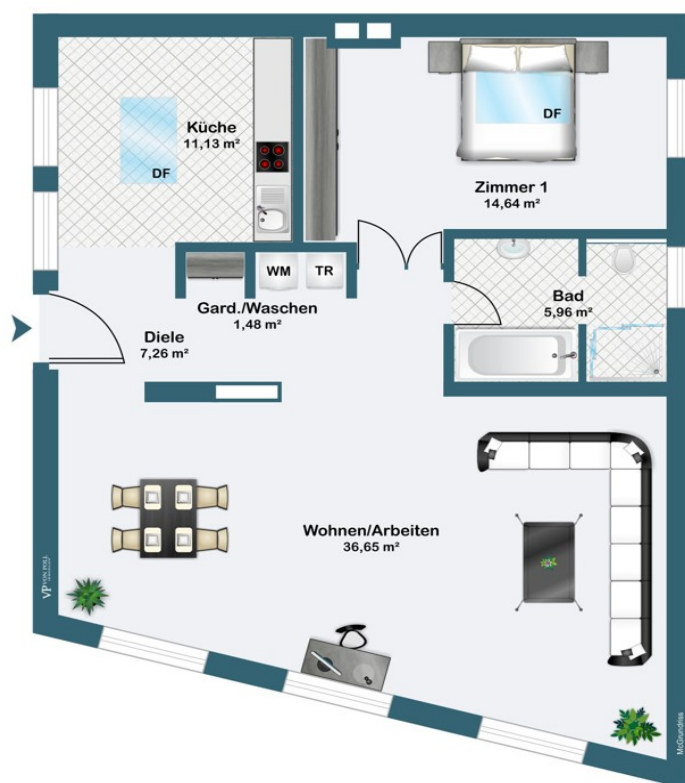 Küche
11,13 m²
DF
DF
Zimmer 1
14,64 m²
WM
TR
Gard./Waschen
1,48 m²
Bad
5,96 m²
Diele
7,26 m²
Wohnen/Arbeiten
36,65 m²
VP VON POLL
McGrundriss